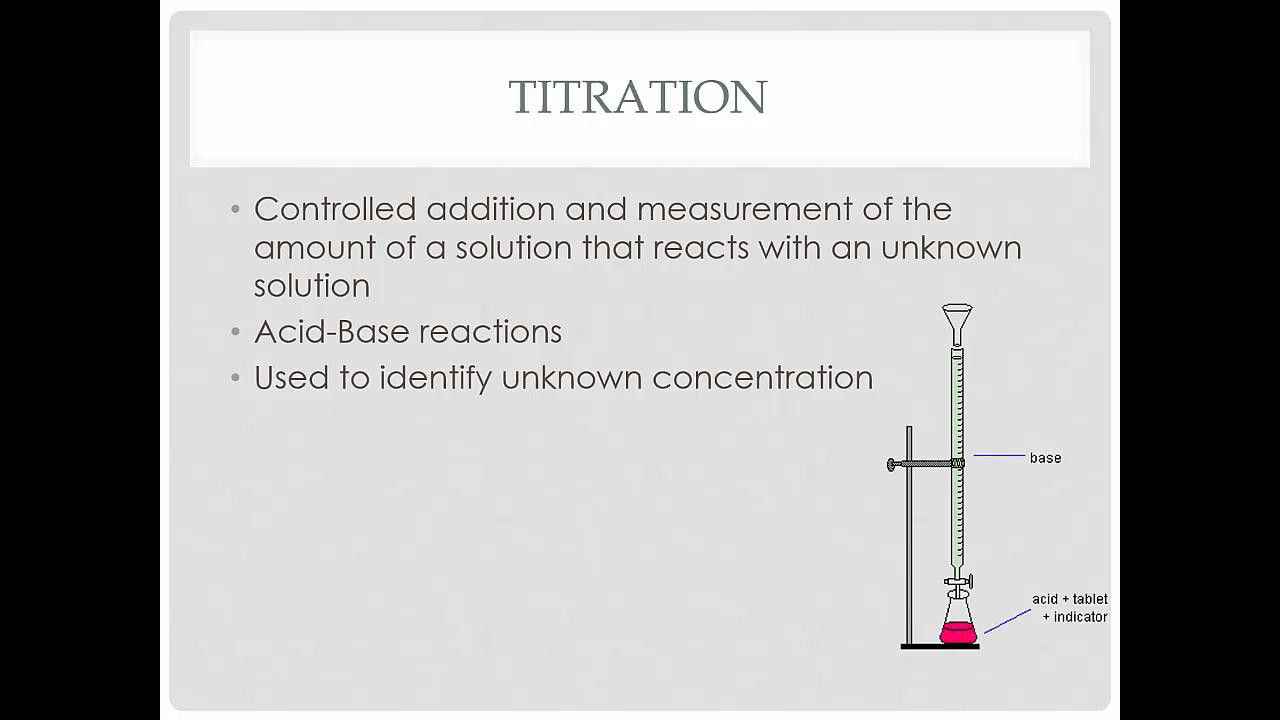 TITRATION
• Controlled addition and measurement of the
amount of a solution that reacts with an unknown
solution
• Acid-Base reactions
• Used to identify unknown concentration
base
acid + tablet
+ indicator